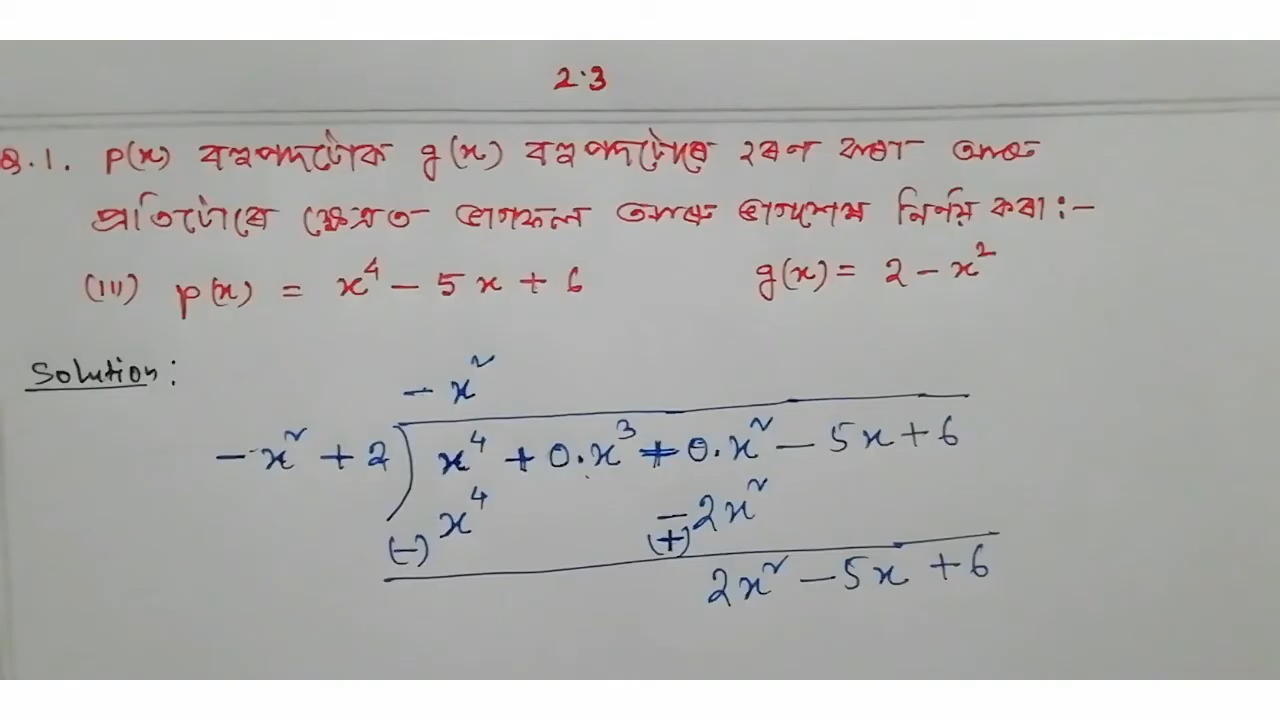 2.3
Q.1. p(x) বহুপদটোক g(x) বহুপদটোৰে হৰণ কৰা আৰু
প্ৰতিটোৰে ক্ষেত্ৰত ভাগফল আৰু ভাগশেষ নিৰ্ণয় কৰা :-
(iii) p(x) = x⁴ - 5x + 6 g(x) = 2 - x²
Solution :
- x²
- x² + 2 ) x⁴ + 0.x³ + 0.x² - 5x + 6
x⁴ - 2x²
(-) (+)
2x² - 5x + 6